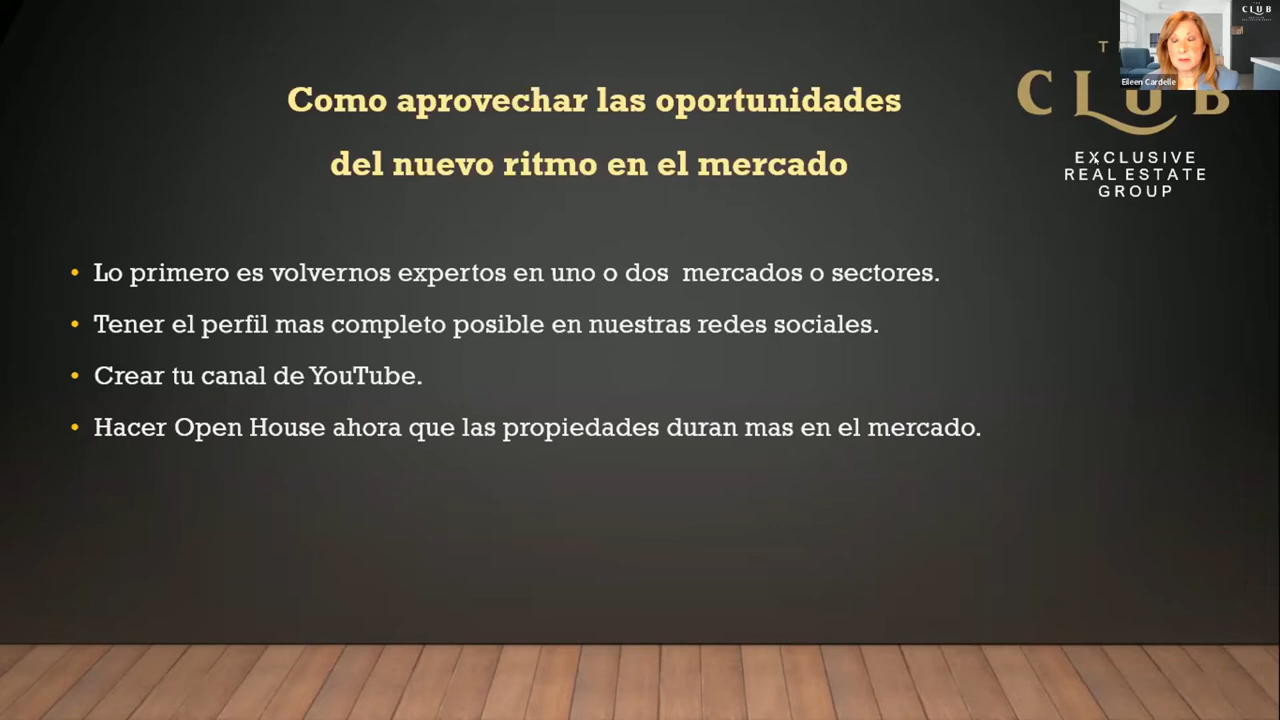 Como aprovechar las oportunidades
del nuevo ritmo en el mercado
CLUB
EXCLUSIVE
REAL ESTATE
GROUP
CLUB
Eileen Cardelle
• Lo primero es volvernos expertos en uno o dos mercados o sectores.
• Tener el perfil mas completo posible en nuestras redes sociales.
• Crear tu canal de YouTube.
• Hacer Open House ahora que las propiedades duran mas en el mercado.